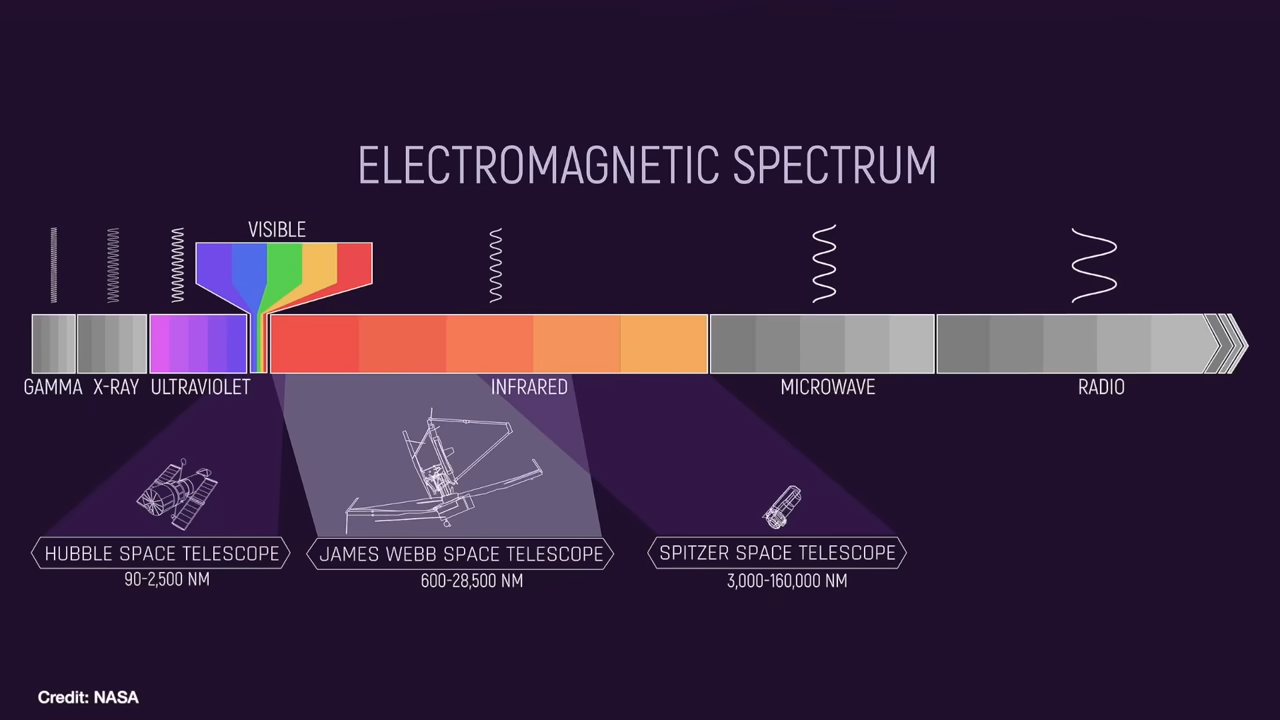 ELECTROMAGNETIC SPECTRUM
VISIBLE
GAMMA
X-RAY
ULTRAVIOLET
INFRARED
MICROWAVE
RADIO
HUBBLE SPACE TELESCOPE
90-2,500 NM
JAMES WEBB SPACE TELESCOPE
600-28,500 NM
SPITZER SPACE TELESCOPE
3,000-160,000 NM
Credit: NASA